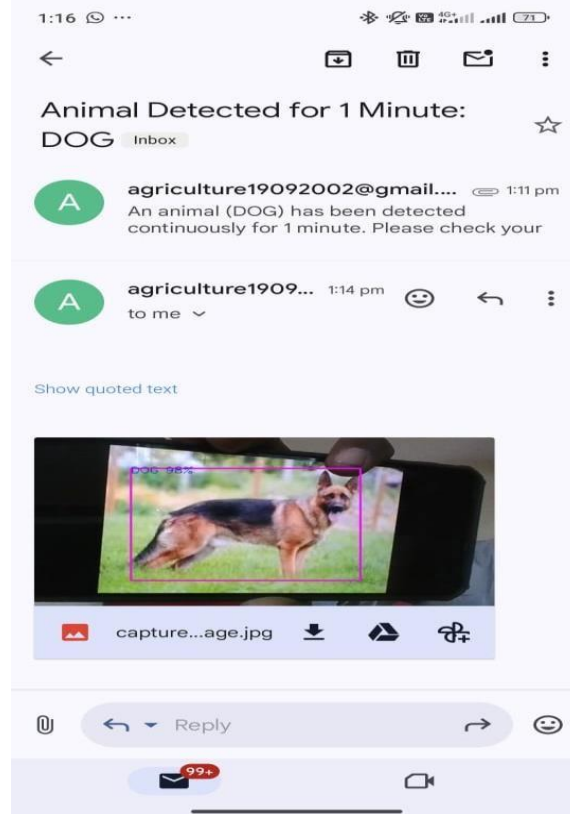 1:16 ...
4G+ 71
Animal Detected for 1 Minute:
DOG Inbox
A agriculture19092002@gmail.... 1:11 pm
An animal (DOG) has been detected
continuously for 1 minute. Please check your
A agriculture1909... 1:14 pm
to me
Show quoted text
DOG 98%
capture...age.jpg
Reply
99+